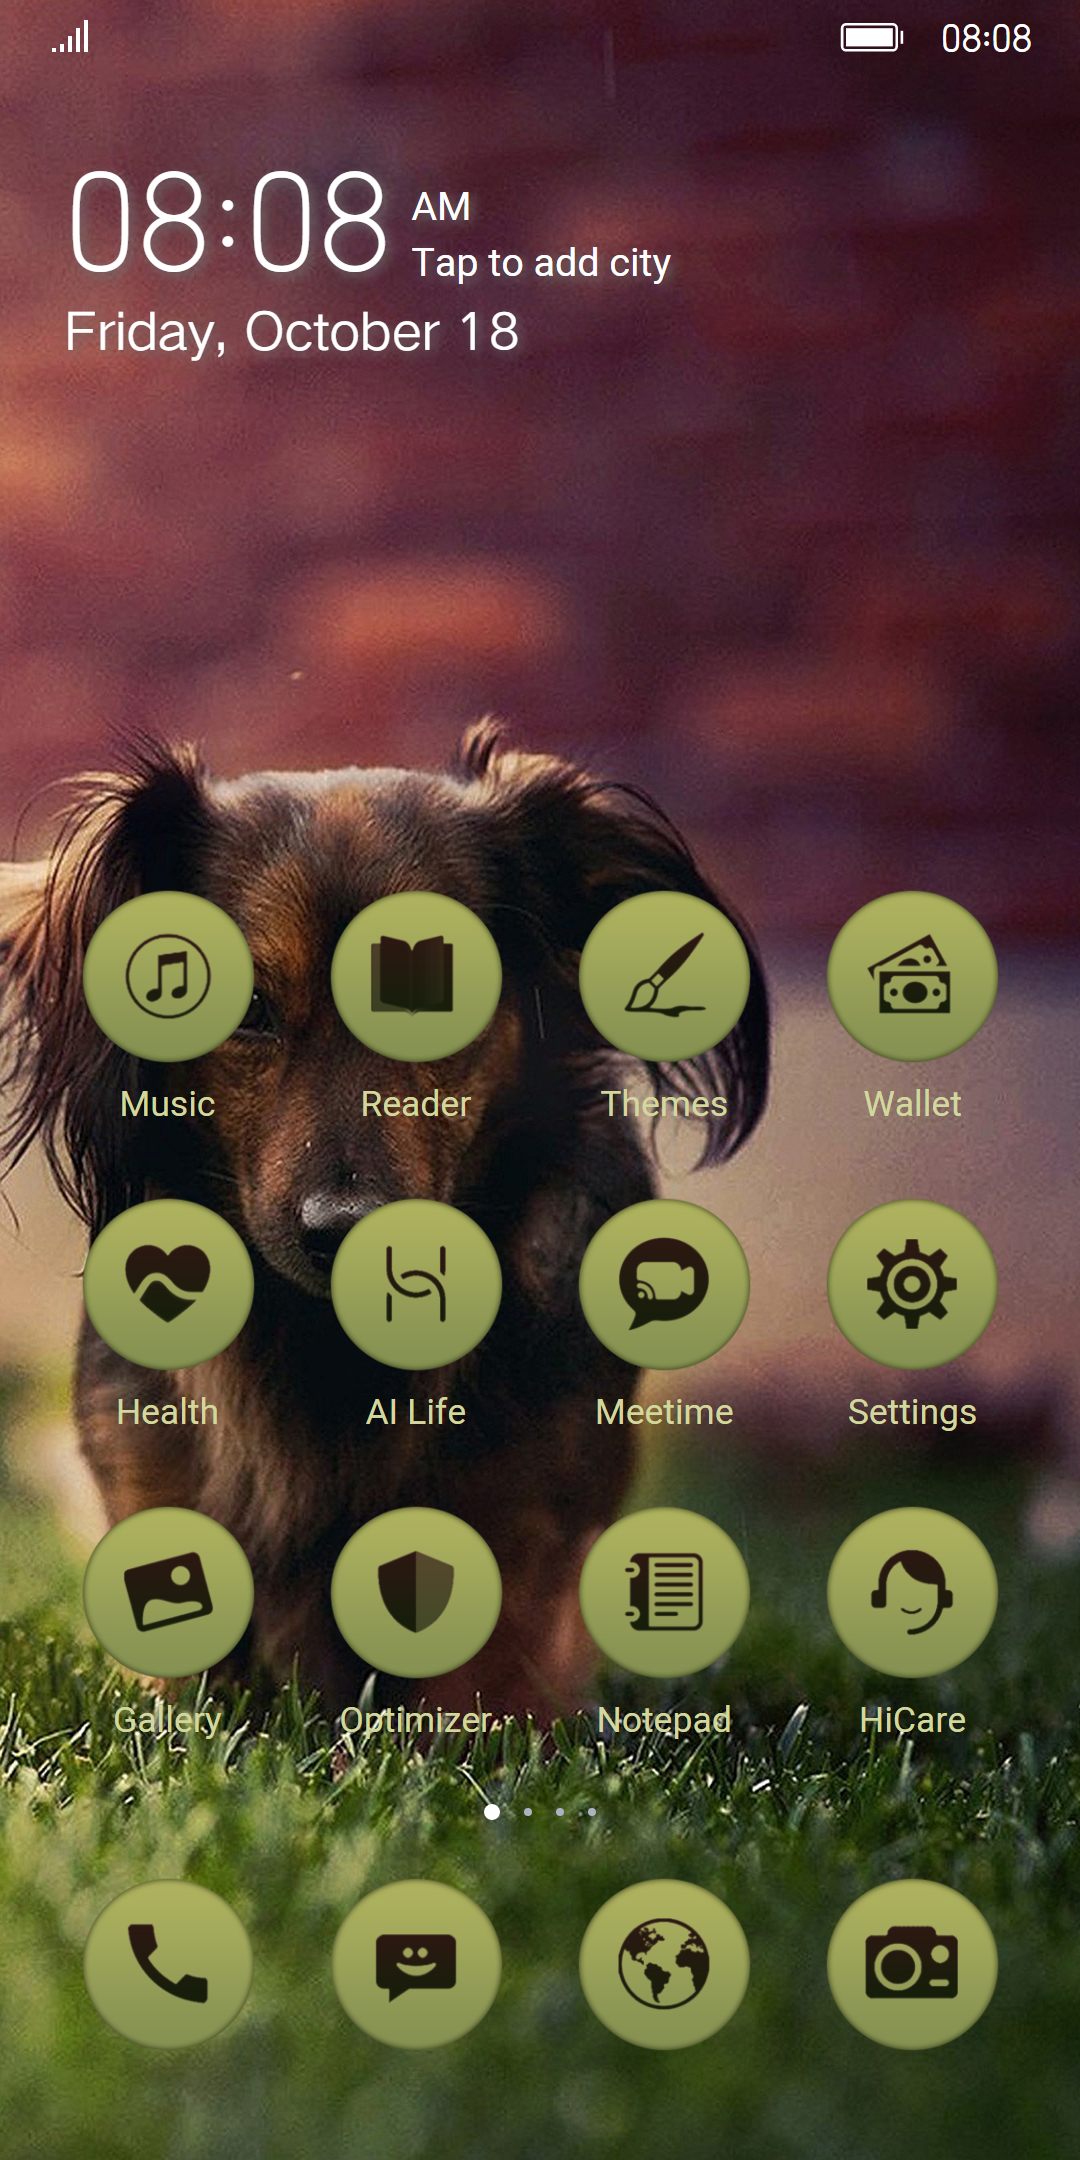 08:08
08:08 AM
Tap to add city
Friday, October 18
Music Reader Themes Wallet
Health AI Life Meetime Settings
Gallery Optimizer Notepad HiCare